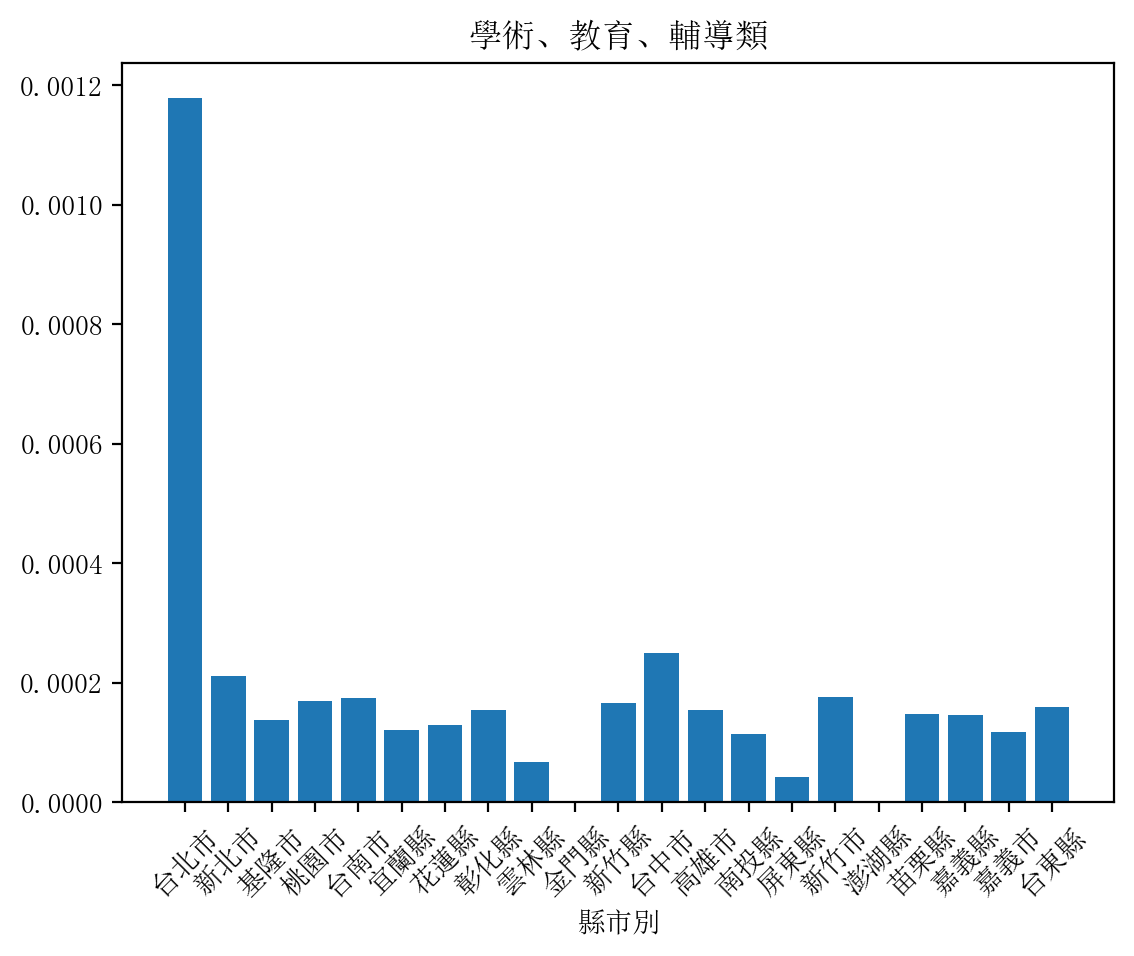 學術、教育、輔導類
0.0012
0.0010
0.0008
0.0006
0.0004
0.0002
0.0000
台北市
新北市
基隆市
桃園市
台南市
宜蘭縣
花蓮縣
彰化縣
雲林縣
金門縣
新竹縣
台中市
高雄市
南投縣
屏東縣
新竹市
澎湖縣
苗栗縣
嘉義縣
嘉義市
台東縣
縣市別